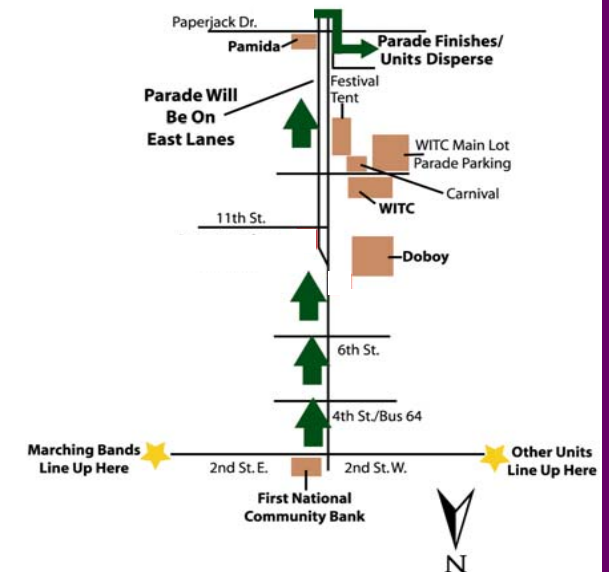 Paperjack Dr.
Pamida
Parade Finishes/
Units Disperse
Festival
Tent
Parade Will
Be On
East Lanes
WITC Main Lot
Parade Parking
Carnival
WITC
11th St.
Doboy
6th St.
4th St./Bus 64
Marching Bands
Line Up Here
2nd St. E.
2nd St. W.
Other Units
Line Up Here
First National
Community Bank
N